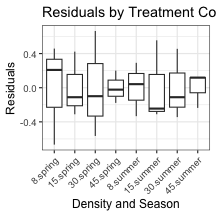 Residuals by Treatment Co
Residuals
0.4
0.0
-0.4
8.spring
15.spring
30.spring
45.spring
8.summer
15.summer
30.summer
45.summer
Density and Season